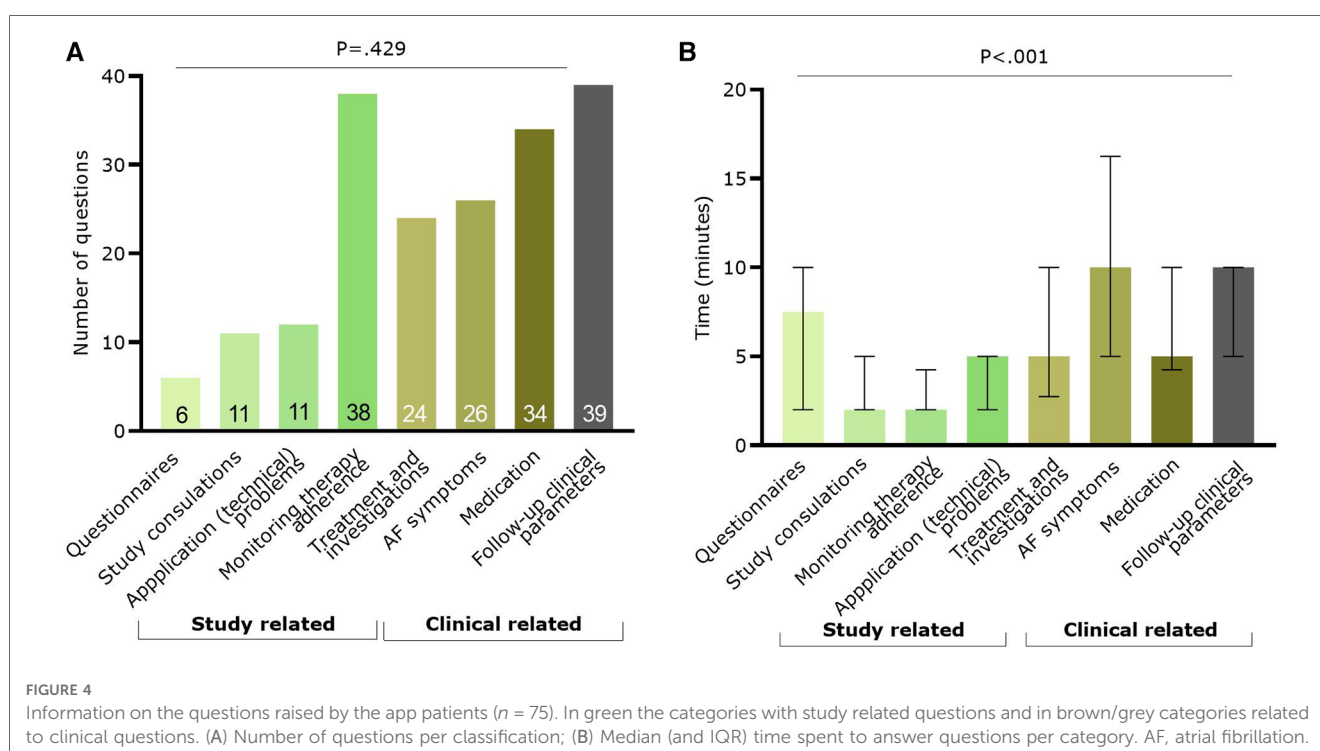 A
P=.429
Number of questions
40
30
20
10
0
6
11
11
38
24
26
34
39
Questionnaires
Study consulations
Appplication (technical)
problems
Monitoring therapy
adherence
Treatment and
investigations
AF symptoms
Medication
Follow-up clinical
parameters
Study related
Clinical related
B
P<.001
Time (minutes)
20
15
10
5
0
Questionnaires
Study consulations
Monitoring therapy
adherence
Appplication (technical)
problems
Treatment and
investigations
AF symptoms
Medication
Follow-up clinical
parameters
Study related
Clinical related
FIGURE 4
Information on the questions raised by the app patients (n = 75). In green the categories with study related questions and in brown/grey categories related
to clinical questions. (A) Number of questions per classification; (B) Median (and IQR) time spent to answer questions per category. AF, atrial fibrillation.